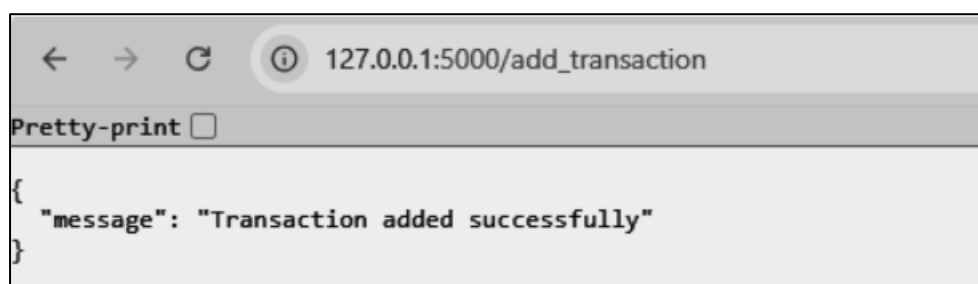 127.0.0.1:5000/add_transaction
Pretty-print
{
"message": "Transaction added successfully"
}